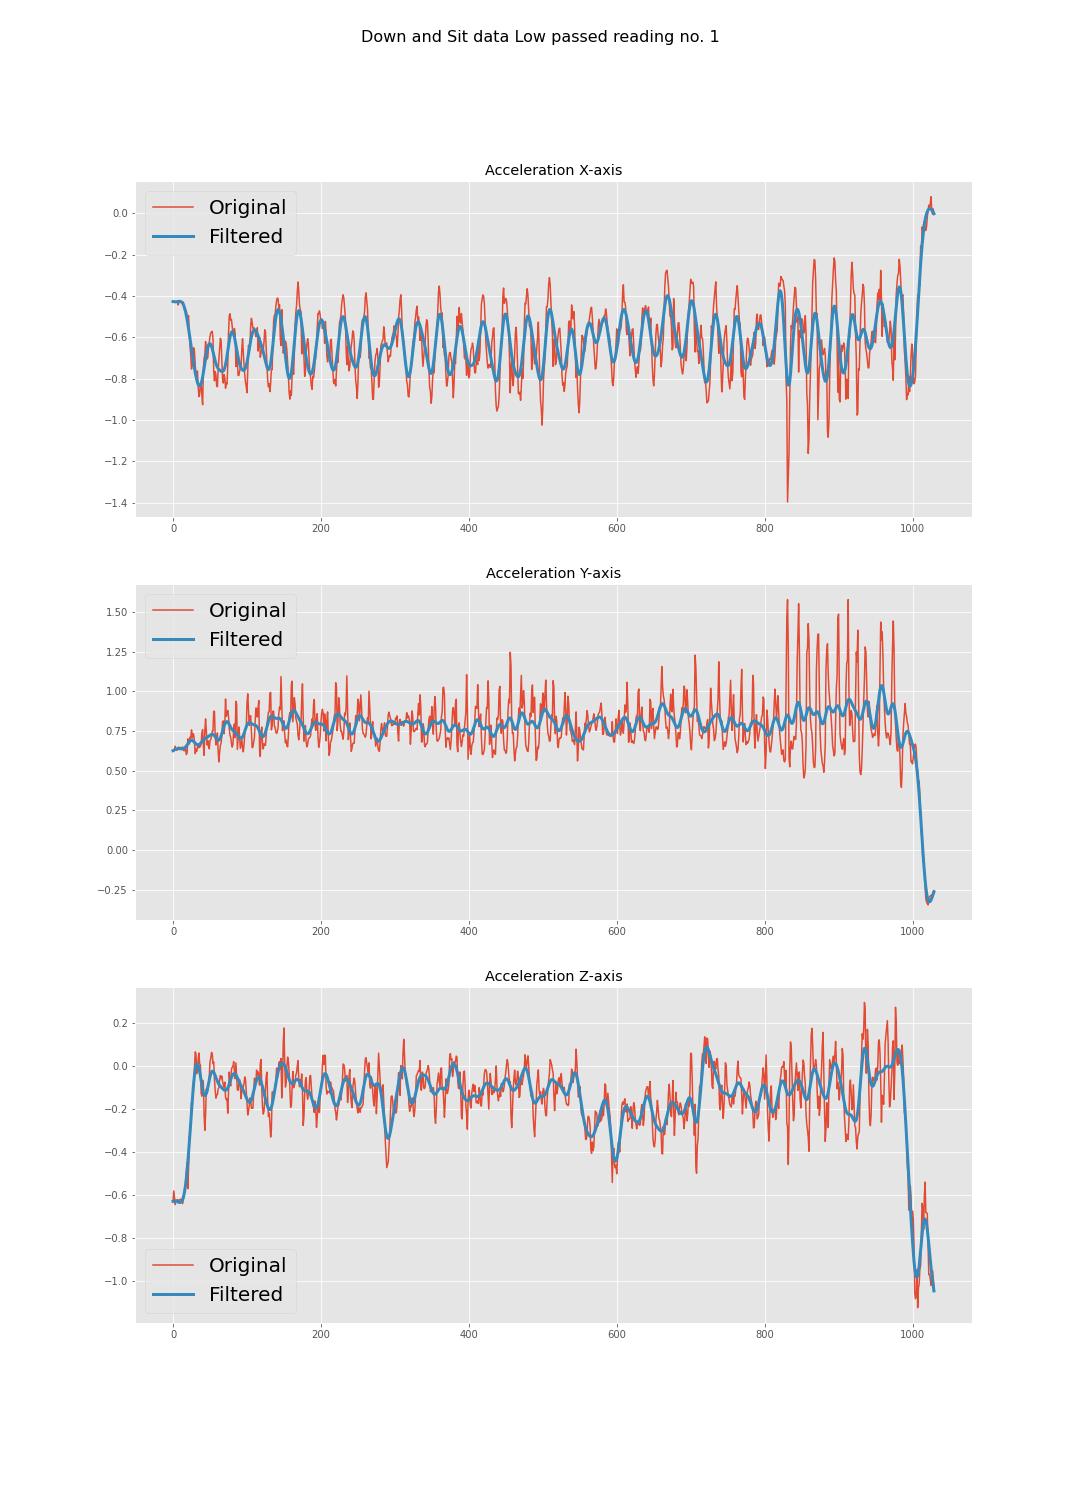 Down and Sit data Low passed reading no. 1
Acceleration X-axis
Original
Filtered
0.0
−0.2
−0.4
−0.6
−0.8
−1.0
−1.2
−1.4
0 200 400 600 800 1000
Acceleration Y-axis
Original
Filtered
1.50
1.25
1.00
0.75
0.50
0.25
0.00
−0.25
0 200 400 600 800 1000
Acceleration Z-axis
0.2
0.0
−0.2
−0.4
−0.6
−0.8
−1.0
Original
Filtered
0 200 400 600 800 1000